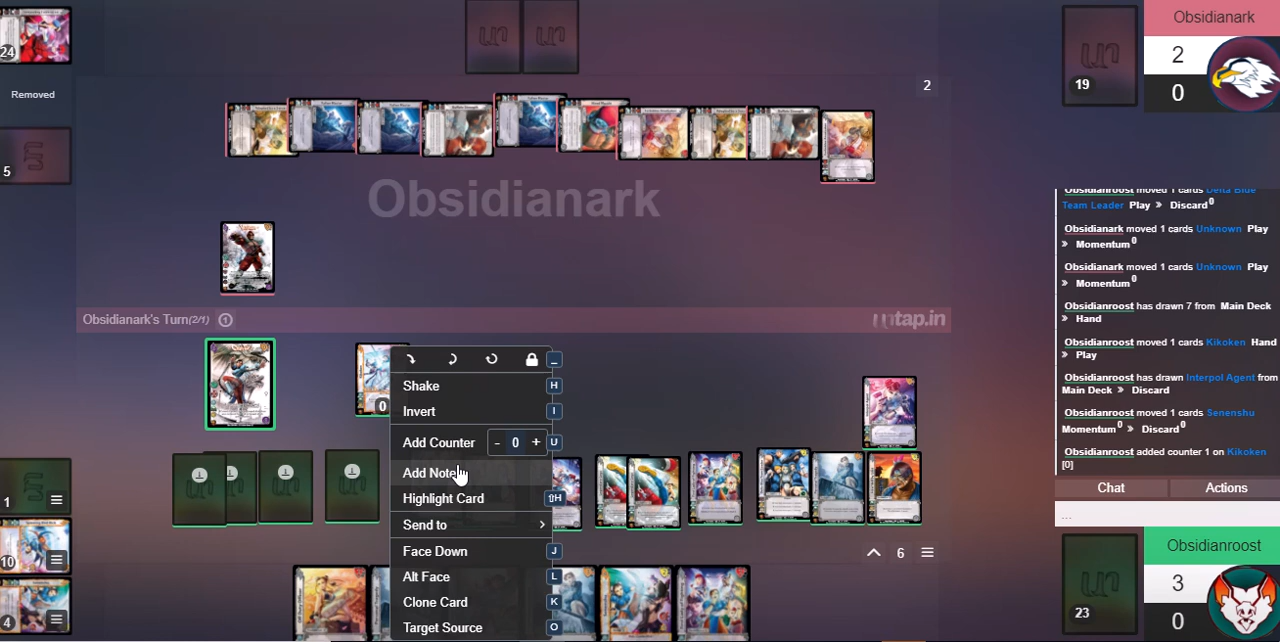 24
Removed
5
2
Obsidianark
Obsidianark's Turn(2/1)
untap.in
0
Shake
H
Invert
I
Add Counter
-
0
+
U
Add Note
Highlight Card
⇧H
Send to
Face Down
J
Alt Face
L
Clone Card
K
Target Source
O
1
10
4
6
19
Obsidianark
2
0
Obsidianroost moved 1 cards Delta Blue
Team Leader Play » Discard0
Obsidianark moved 1 cards Unknown Play
» Momentum0
Obsidianark moved 1 cards Unknown Play
» Momentum0
Obsidianroost has drawn 7 from Main Deck
» Hand
Obsidianroost moved 1 cards Kikoken Hand
» Play
Obsidianroost has drawn Interpol Agent from
Main Deck » Discard
Obsidianroost moved 1 cards Senenshu
Momentum0 » Discard0
Obsidianroost added counter 1 on Kikoken
[0]
Chat
Actions
...
Obsidianroost
23
3
0